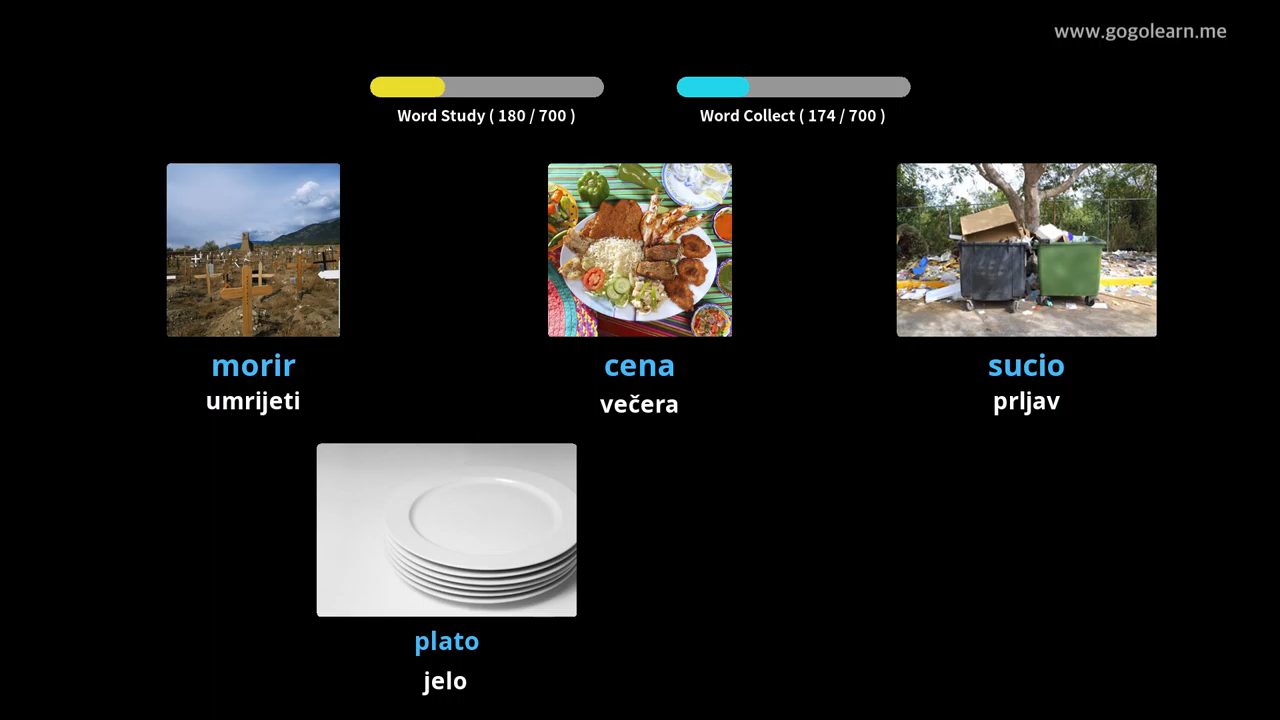 www.gogolearn.me
Word Study ( 180 / 700 )
Word Collect ( 174 / 700 )
morir
umrijeti
cena
večera
sucio
prljav
plato
jelo